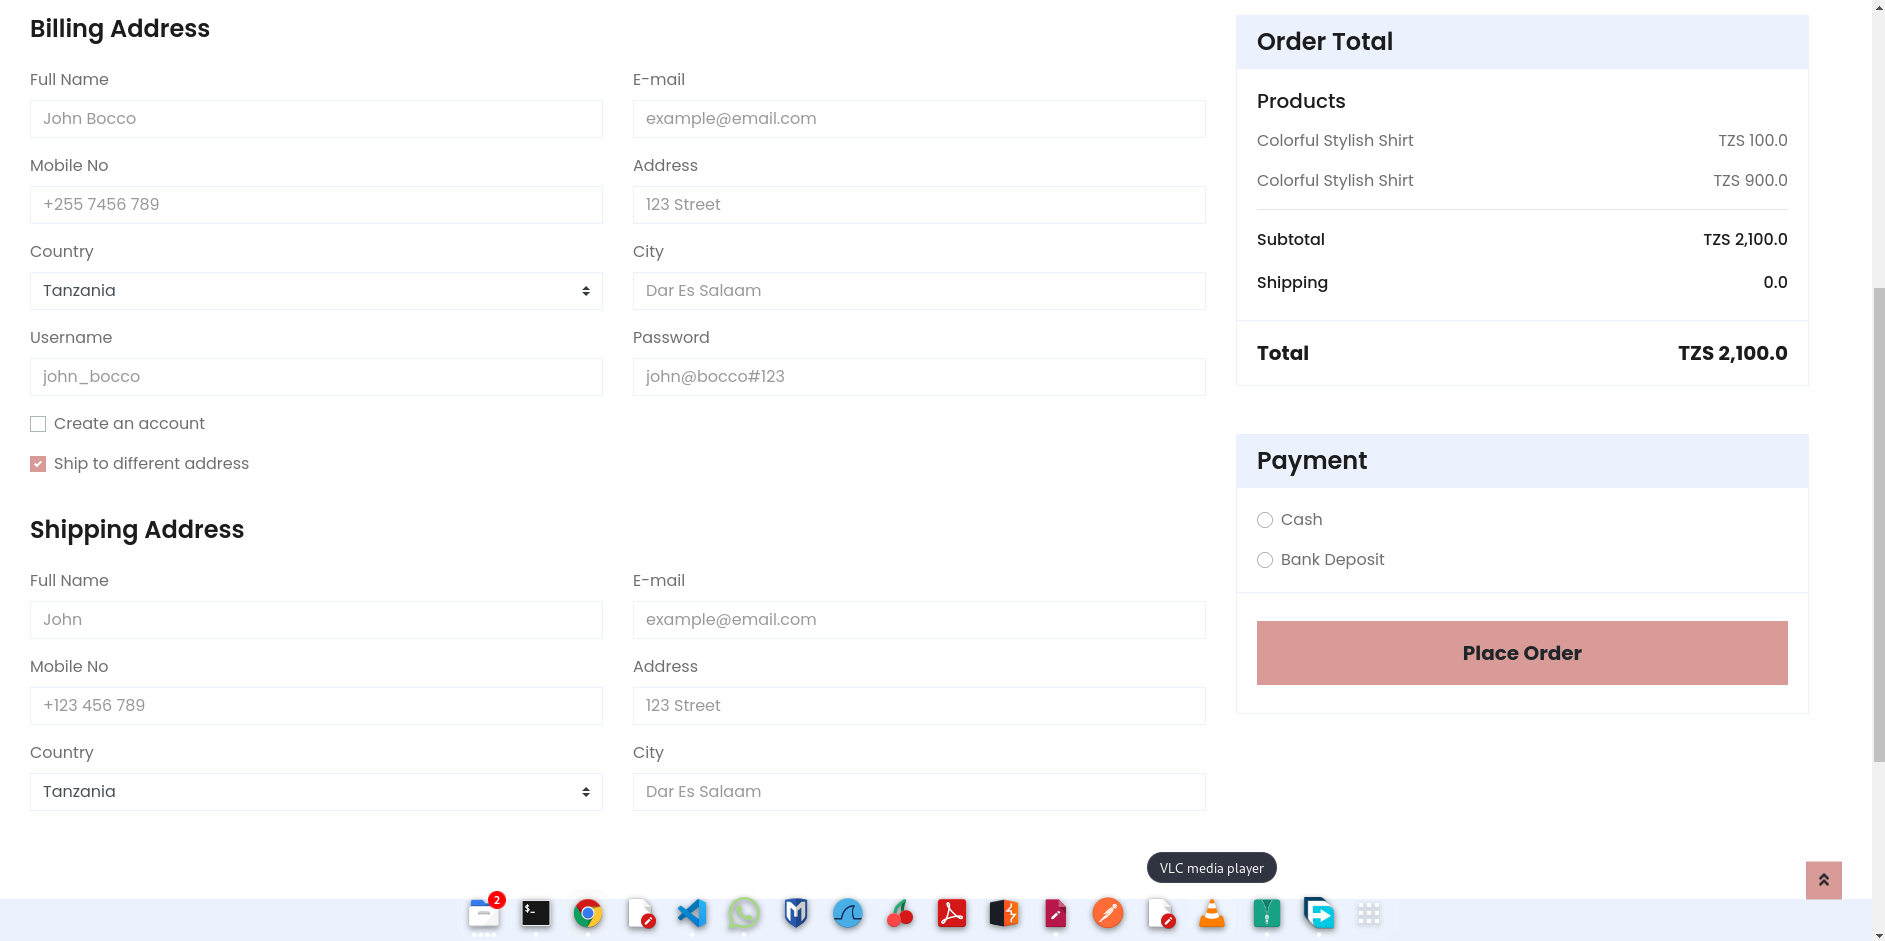 Billing Address
Full Name
E-mail
John Bocco
example@email.com
Mobile No
Address
+255 7456 789
123 Street
Country
City
Tanzania
Dar Es Salaam
Username
Password
john_bocco
john@bocco#123
Create an account
Ship to different address
Shipping Address
Full Name
E-mail
John
example@email.com
Mobile No
Address
+123 456 789
123 Street
Country
City
Tanzania
Dar Es Salaam
Order Total
Products
Colorful Stylish Shirt TZS 100.0
Colorful Stylish Shirt TZS 900.0
Subtotal TZS 2,100.0
Shipping 0.0
Total TZS 2,100.0
Payment
Cash
Bank Deposit
Place Order
VLC media player
2
$_